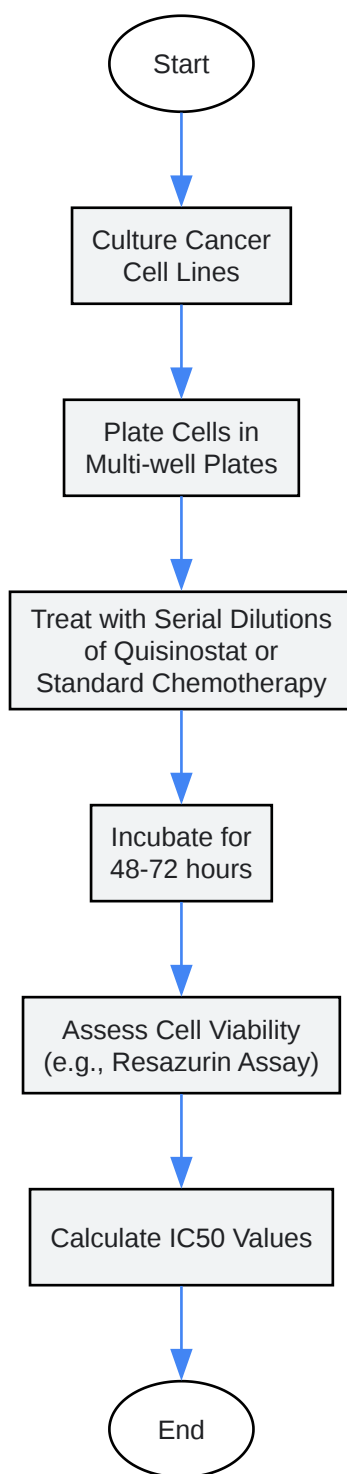 Start
Culture Cancer
Cell Lines
Plate Cells in
Multi-well Plates
Treat with Serial Dilutions
of Quisinostat or
Standard Chemotherapy
Incubate for
48-72 hours
Assess Cell Viability
(e.g., Resazurin Assay)
Calculate IC50 Values
End